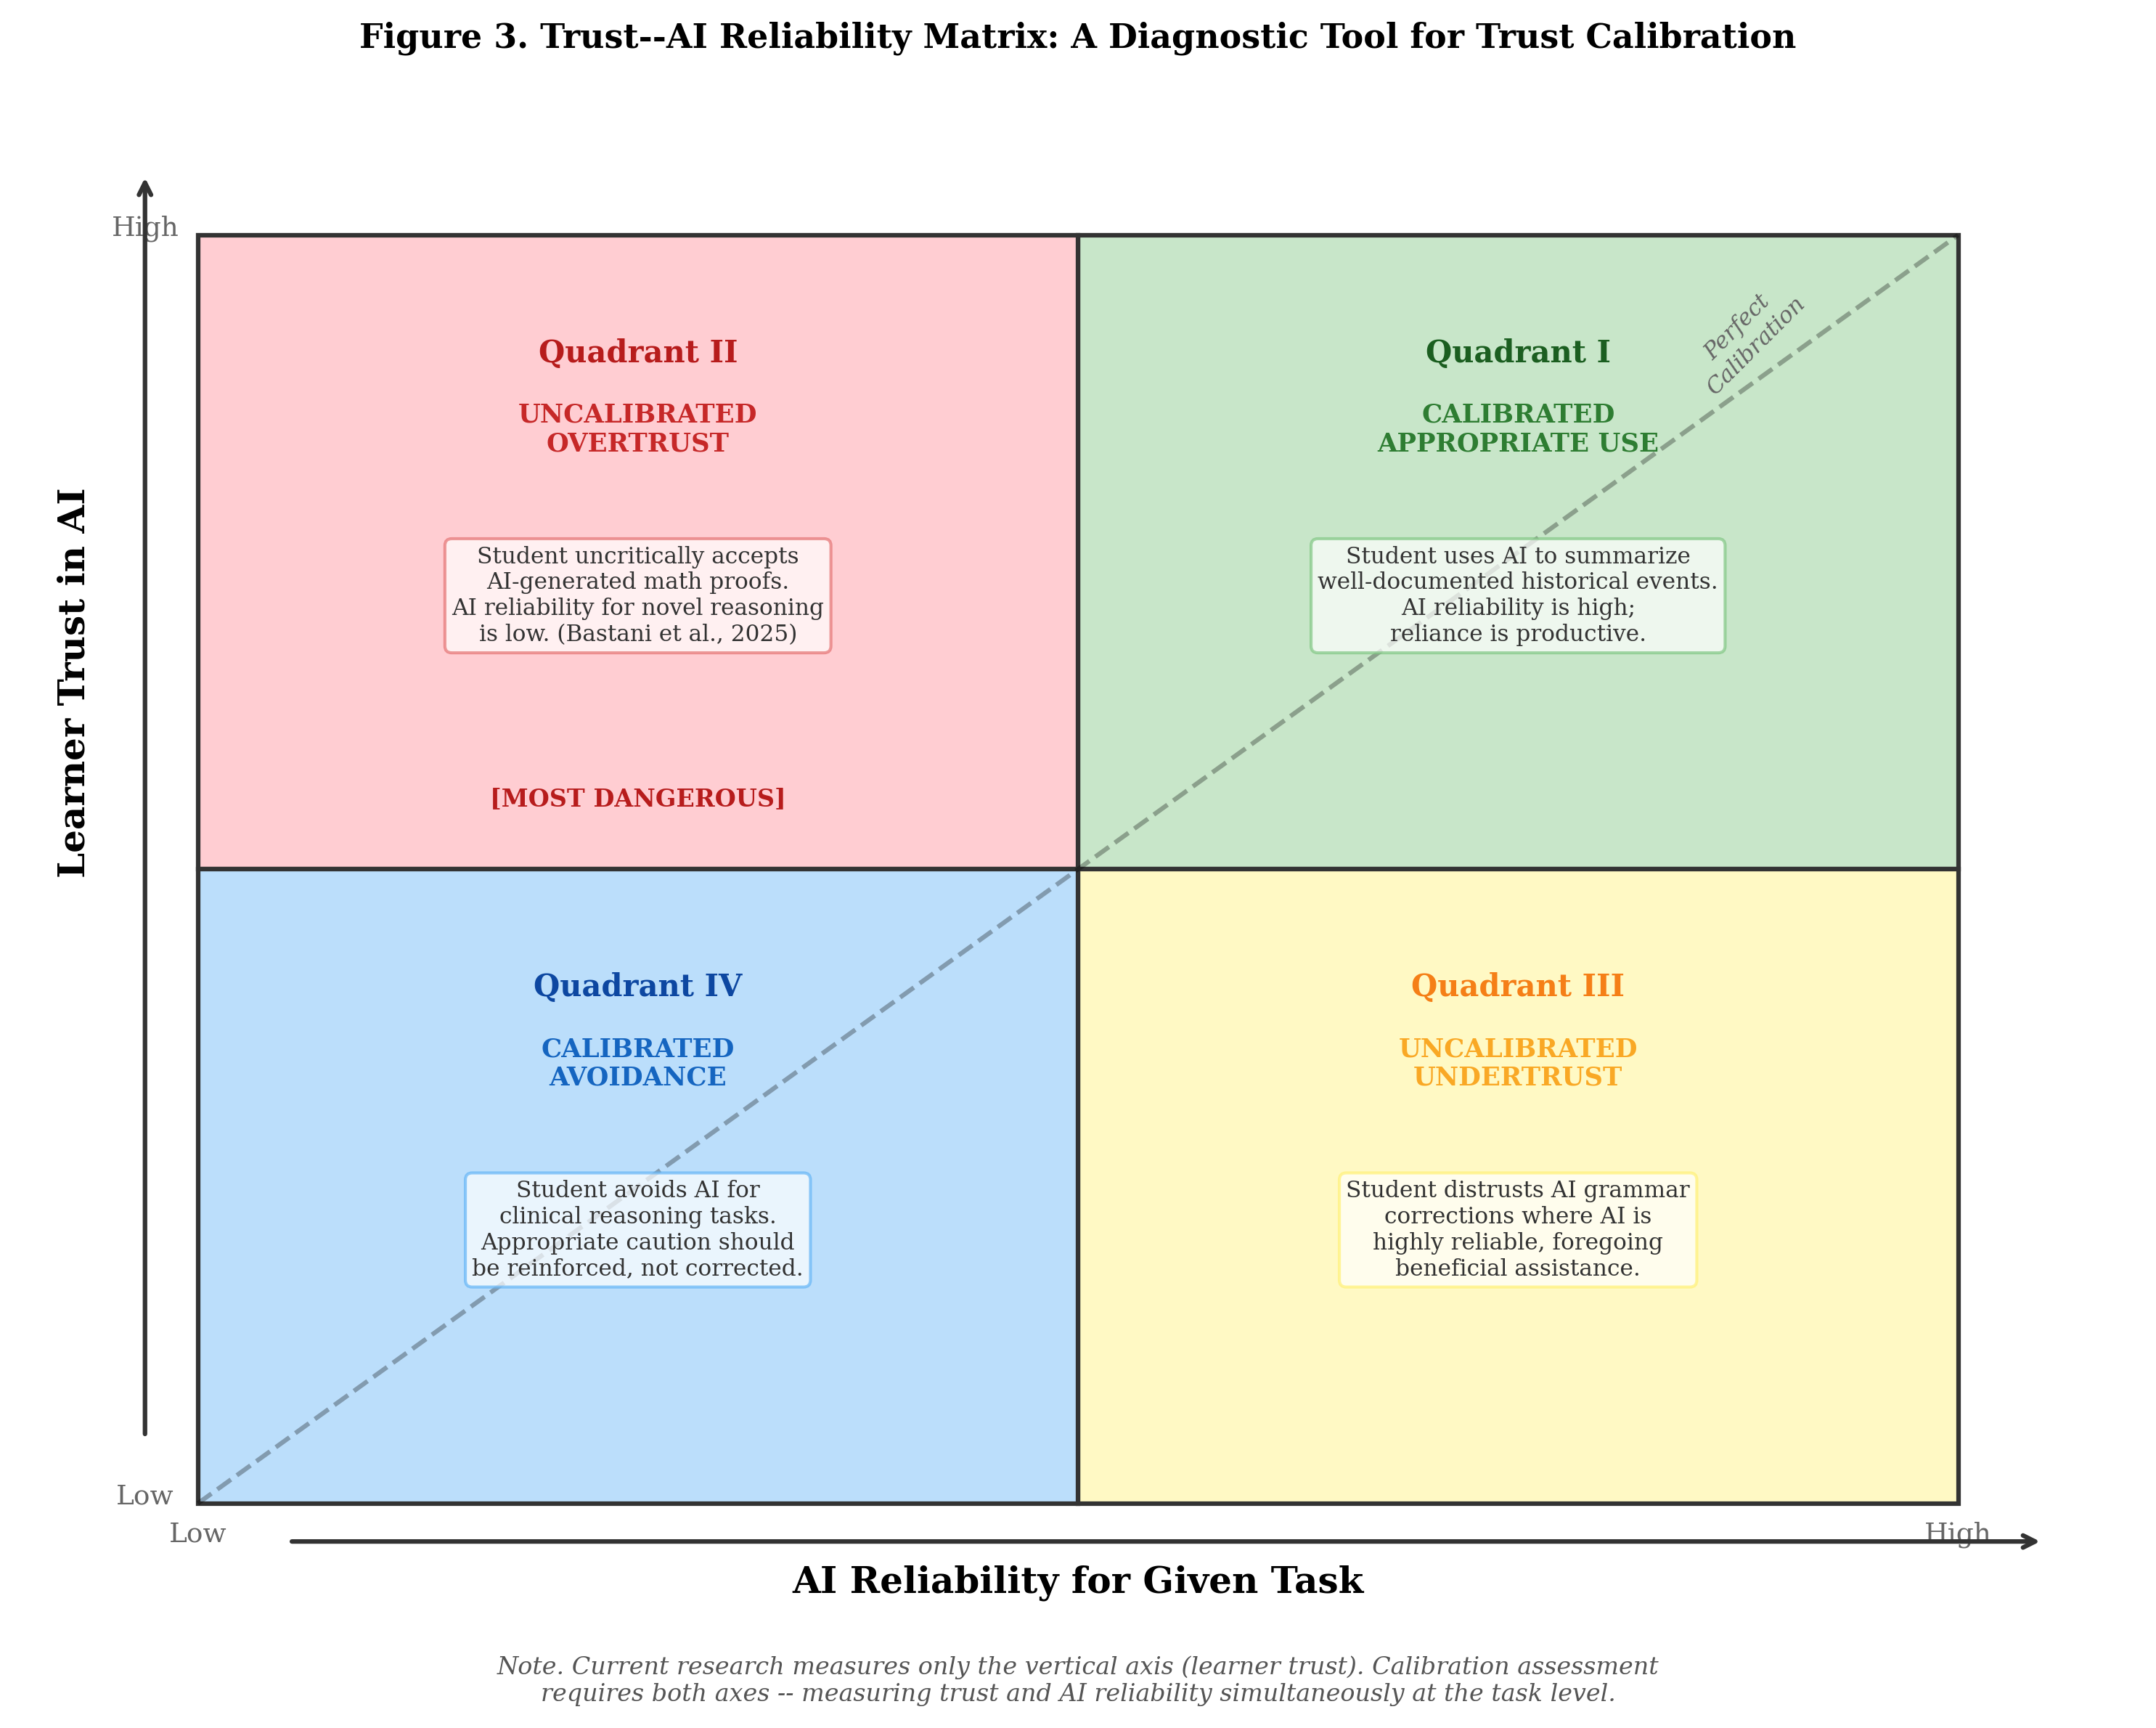 Figure 3. Trust--AI Reliability Matrix: A Diagnostic Tool for Trust Calibration
High
Learner Trust in AI
Low
Quadrant II
UNCALIBRATED
OVERTRUST
Student uncritically accepts
AI-generated math proofs.
AI reliability for novel reasoning
is low. (Bastani et al., 2025)
[MOST DANGEROUS]
Quadrant I
CALIBRATED
APPROPRIATE USE
Perfect
Calibration
Student uses AI to summarize
well-documented historical events.
AI reliability is high;
reliance is productive.
Quadrant IV
CALIBRATED
AVOIDANCE
Student avoids AI for
clinical reasoning tasks.
Appropriate caution should
be reinforced, not corrected.
Quadrant III
UNCALIBRATED
UNDERTRUST
Student distrusts AI grammar
corrections where AI is
highly reliable, foregoing
beneficial assistance.
Low
High
AI Reliability for Given Task
Note. Current research measures only the vertical axis (learner trust). Calibration assessment
requires both axes -- measuring trust and AI reliability simultaneously at the task level.